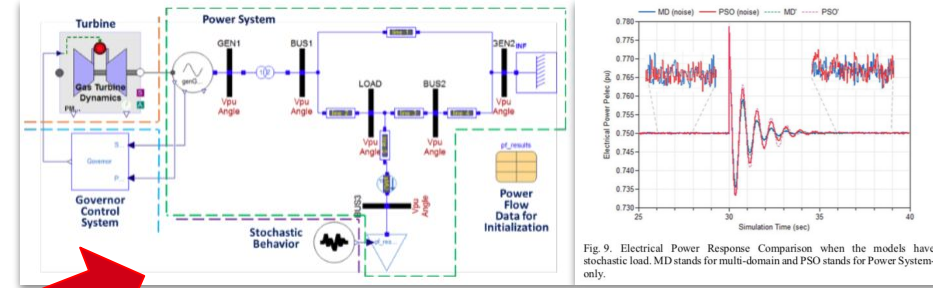 Turbine
Power System
GEN1
BUS1
GEN2
INF
genG...
Gas Turbine
Dynamics
PM
LOAD
BUS2
Vpu
Angle
Vpu
Angle
Vpu
Angle
Vpu
Angle
Vpu
Angle
S...
Governor
P...
Governor
Control
System
BUS3
Vpu
Angle
pf_results
Power
Flow
Data for
Initialization
Stochastic
Behavior
MD (noise) PSO (noise) MD' PSO'
Electrical Power Pelec (pu)
0.780
0.775
0.770
0.765
0.760
0.755
0.750
0.745
0.740
0.735
0.730
25 30 35 40
Simulation Time (sec)
Fig. 9. Electrical Power Response Comparison when the models have
stochastic load. MD stands for multi-domain and PSO stands for Power System-
only.